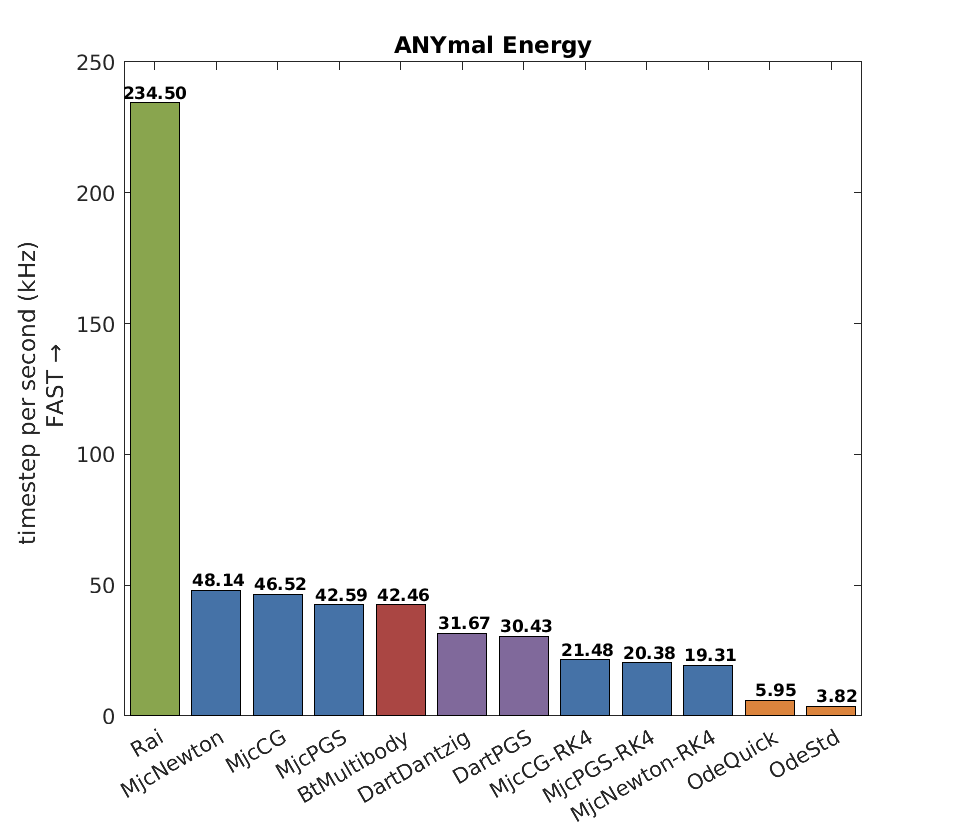 ANYmal Energy
timestep per second (kHz)
FAST →
250
200
150
100
50
0
234.50
48.14
46.52
42.59
42.46
31.67
30.43
21.48
20.38
19.31
5.95
3.82
Rai
MjcNewton
MjcCG
MjcPGS
BtMultibody
DartDantzig
DartPGS
MjcCG-RK4
MjcPGS-RK4
MjcNewton-RK4
OdeQuick
OdeStd